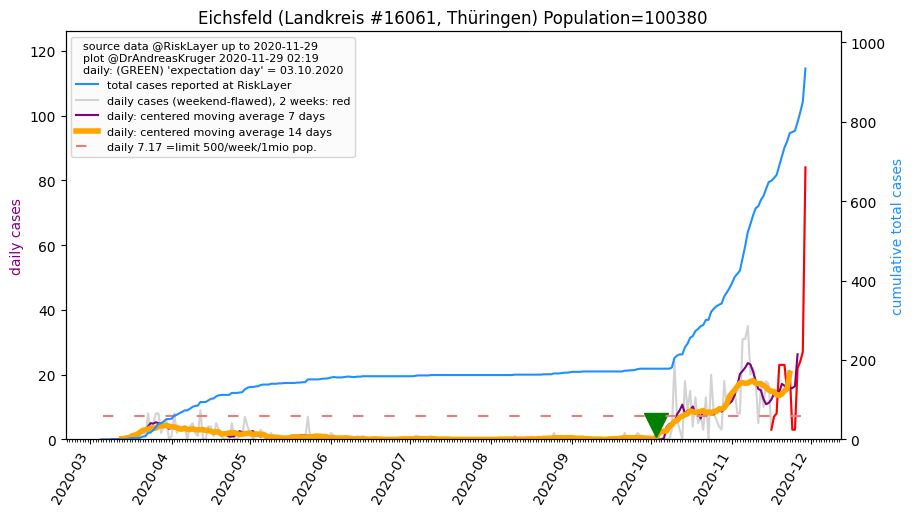 Eichsfeld (Landkreis #16061, Thüringen) Population=100380
source data @RiskLayer up to 2020-11-29
plot @DrAndreasKruger 2020-11-29 02:19
daily: (GREEN) 'expectation day' = 03.10.2020
total cases reported at RiskLayer
daily cases (weekend-flawed), 2 weeks: red
daily: centered moving average 7 days
daily: centered moving average 14 days
daily 7.17 =limit 500/week/1mio pop.
daily cases
120
100
80
60
40
20
0
cumulative total cases
1000
800
600
400
200
0
2020-03
2020-04
2020-05
2020-06
2020-07
2020-08
2020-09
2020-10
2020-11
2020-12